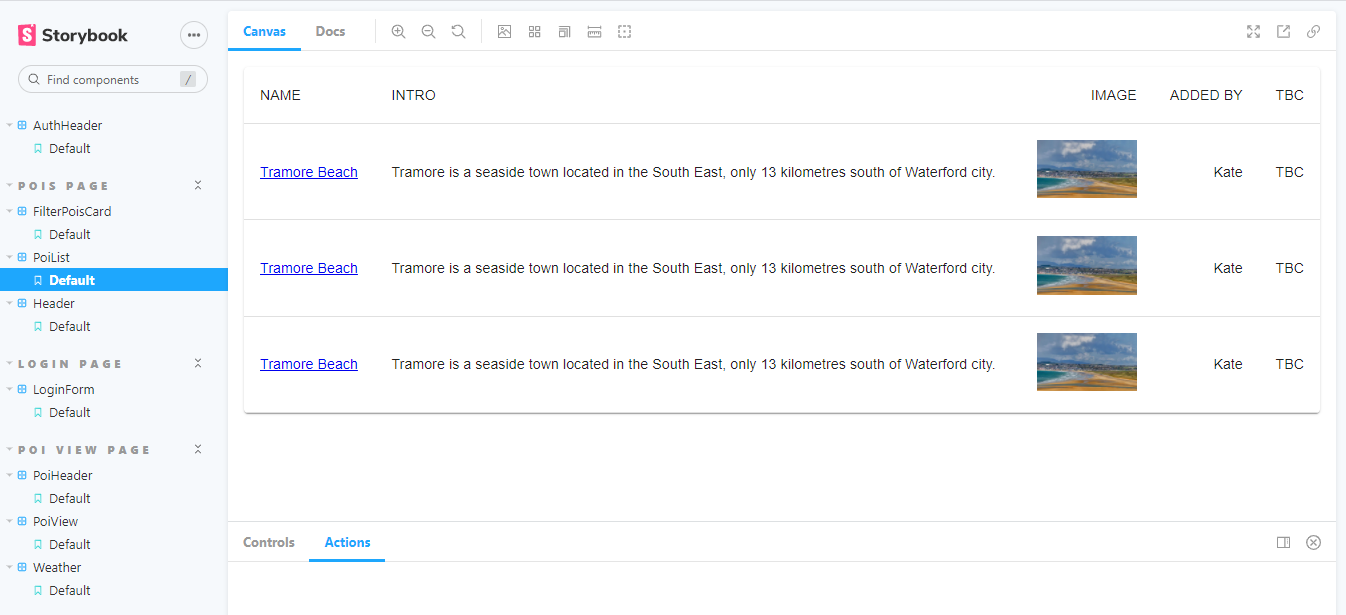 Storybook
Find components /
AuthHeader
Default
POIS PAGE
FilterPoisCard
Default
PoiList
Default
Header
Default
LOGIN PAGE
LoginForm
Default
POI VIEW PAGE
PoiHeader
Default
PoiView
Default
Weather
Default
Canvas Docs
NAME INTRO IMAGE ADDED BY TBC
Tramore Beach Tramore is a seaside town located in the South East, only 13 kilometres south of Waterford city. Kate TBC
Tramore Beach Tramore is a seaside town located in the South East, only 13 kilometres south of Waterford city. Kate TBC
Tramore Beach Tramore is a seaside town located in the South East, only 13 kilometres south of Waterford city. Kate TBC
Controls Actions